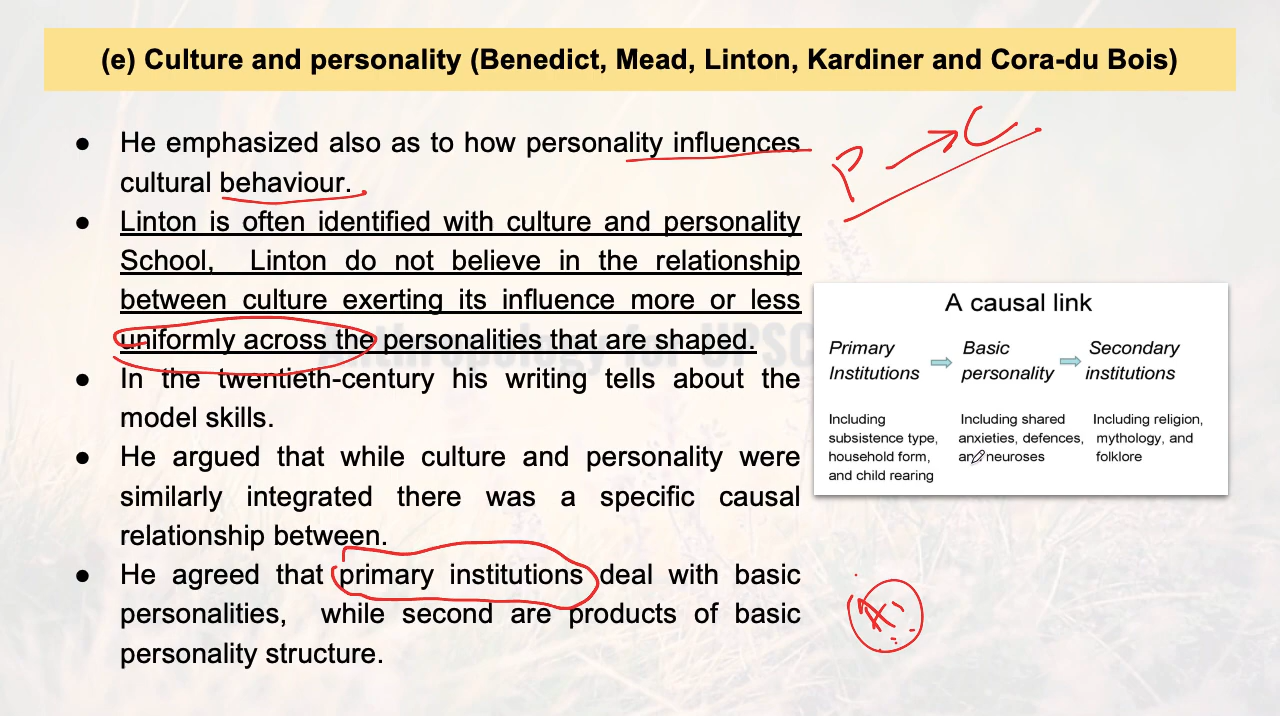 (e) Culture and personality (Benedict, Mead, Linton, Kardiner and Cora-du Bois)
● He emphasized also as to how personality influences
cultural behaviour.
● Linton is often identified with culture and personality
School, Linton do not believe in the relationship
between culture exerting its influence more or less
uniformly across the personalities that are shaped.
● In the twentieth-century his writing tells about the
model skills.
● He argued that while culture and personality were
similarly integrated there was a specific causal
relationship between.
● He agreed that primary institutions deal with basic
personalities, while second are products of basic
personality structure.
P → C
Anthropology for UPSC
A causal link
Primary Institutions
Basic personality
Secondary institutions
Including
subsistence type,
household form,
and child rearing
Including shared
anxieties, defences,
and neuroses
Including religion,
mythology, and
folklore